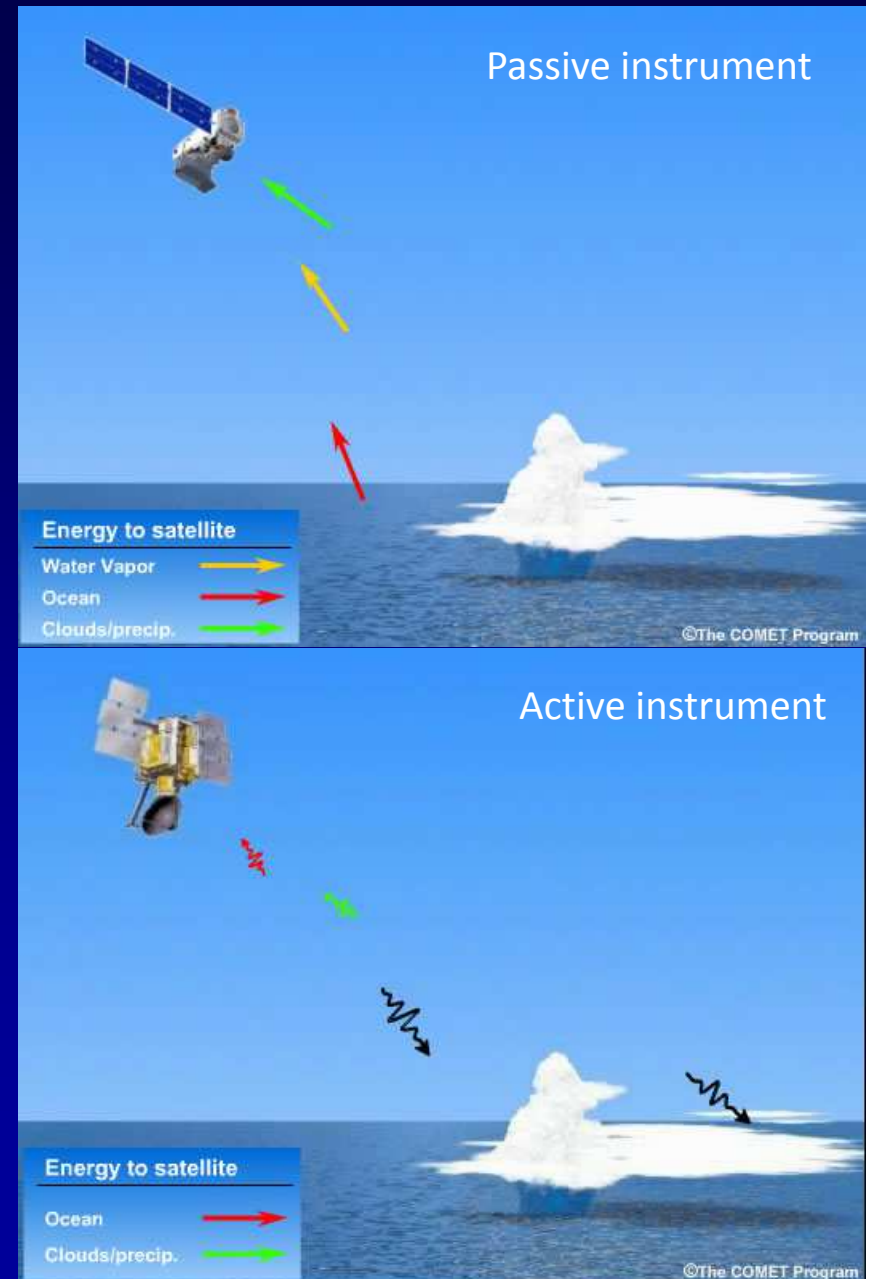 Passive instrument
Energy to satellite
Water Vapor
Ocean
Clouds/precip.
©The COMET Program
Active instrument
Energy to satellite
Ocean
Clouds/precip.
©The COMET Program